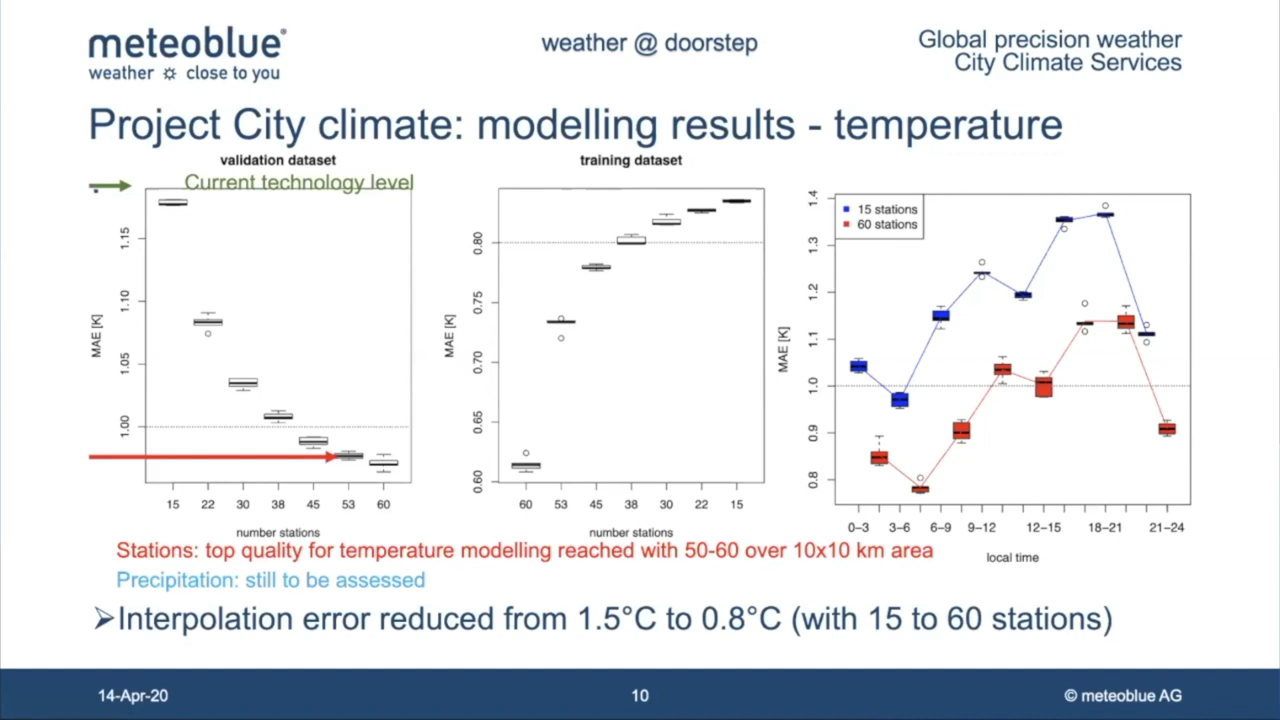 meteoblue®
weather ☼ close to you
weather @ doorstep
Global precision weather
City Climate Services
Project City climate: modelling results - temperature
validation dataset
Current technology level
MAE [K]
1.15
1.10
1.05
1.00
15 22 30 38 45 53 60
number stations
training dataset
MAE [K]
0.80
0.75
0.70
0.65
0.60
60 53 45 38 30 22 15
number stations
15 stations
60 stations
MAE [K]
1.4
1.3
1.2
1.1
1.0
0.9
0.8
0–3 3–6 6–9 9–12 12–15 18–21 21–24
local time
Stations: top quality for temperature modelling reached with 50-60 over 10x10 km area
Precipitation: still to be assessed
➢Interpolation error reduced from 1.5°C to 0.8°C (with 15 to 60 stations)
14-Apr-20
10
© meteoblue AG